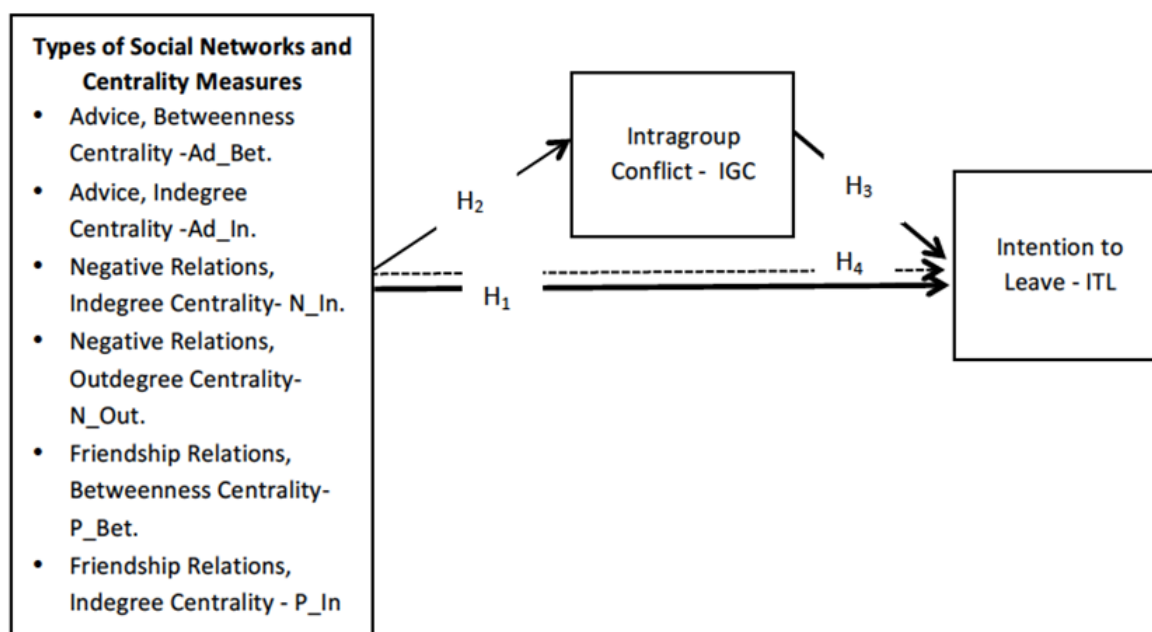 Types of Social Networks and
Centrality Measures
• Advice, Betweenness
Centrality -Ad_Bet.
• Advice, Indegree
Centrality -Ad_In.
• Negative Relations,
Indegree Centrality- N_In.
• Negative Relations,
Outdegree Centrality-
N_Out.
• Friendship Relations,
Betweenness Centrality-
P_Bet.
• Friendship Relations,
Indegree Centrality - P_In
H₂
Intragroup
Conflict - IGC
H₃
H₄
H₁
Intention to
Leave - ITL